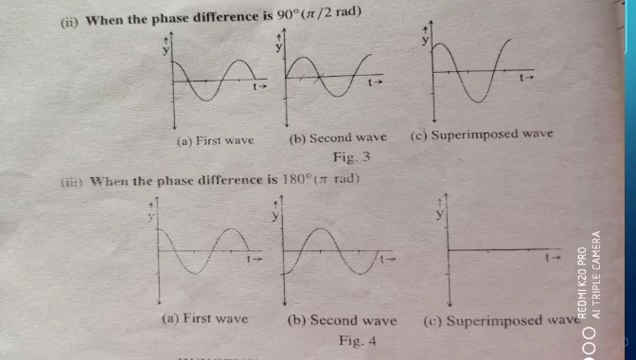 (ii) When the phase difference is 90° (π/2 rad)
y
t→
y
t→
y
t→
(a) First wave (b) Second wave (c) Superimposed wave
Fig. 3
(iii) When the phase difference is 180° (π rad)
y
t→
y
t→
y
t→
(a) First wave (b) Second wave (c) Superimposed wave
Fig. 4
REDMI K20 PRO
AI TRIPLE CAMERA